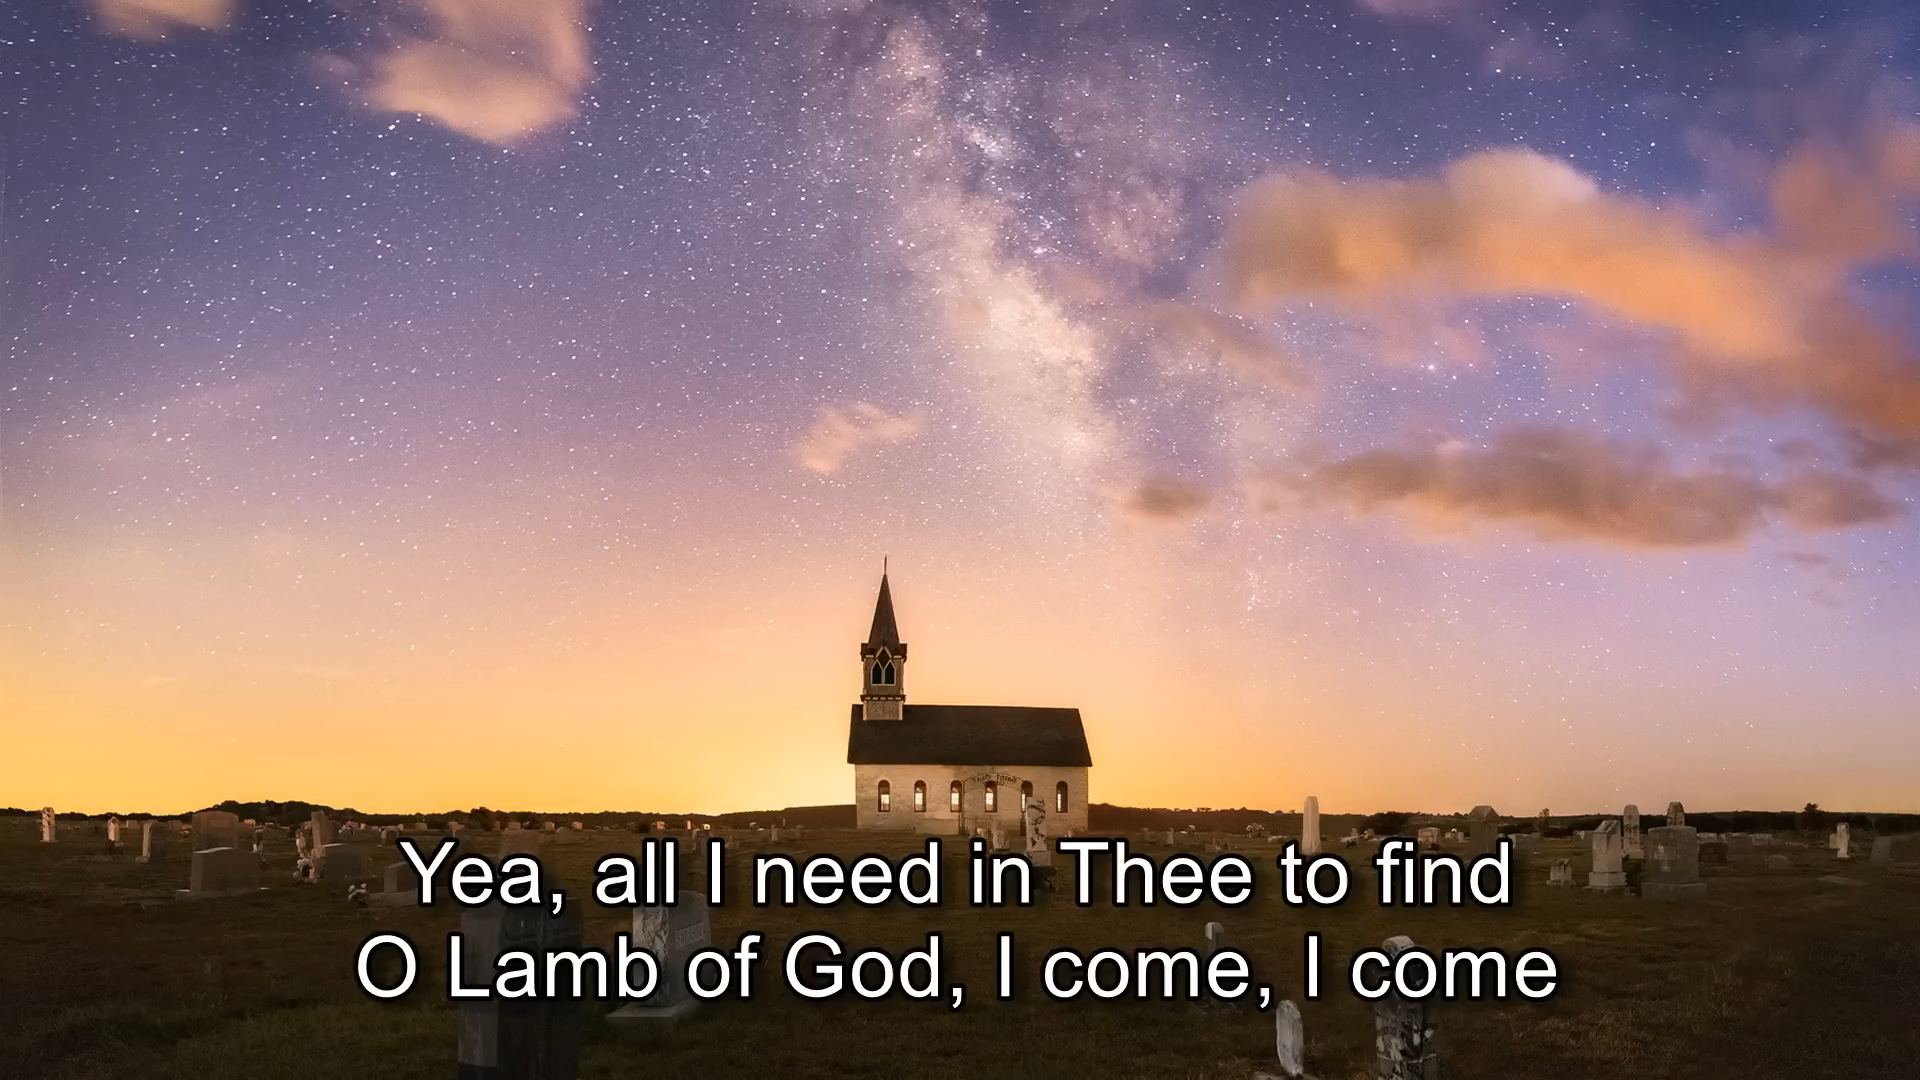 Yea, all I need in Thee to find
O Lamb of God, I come, I come